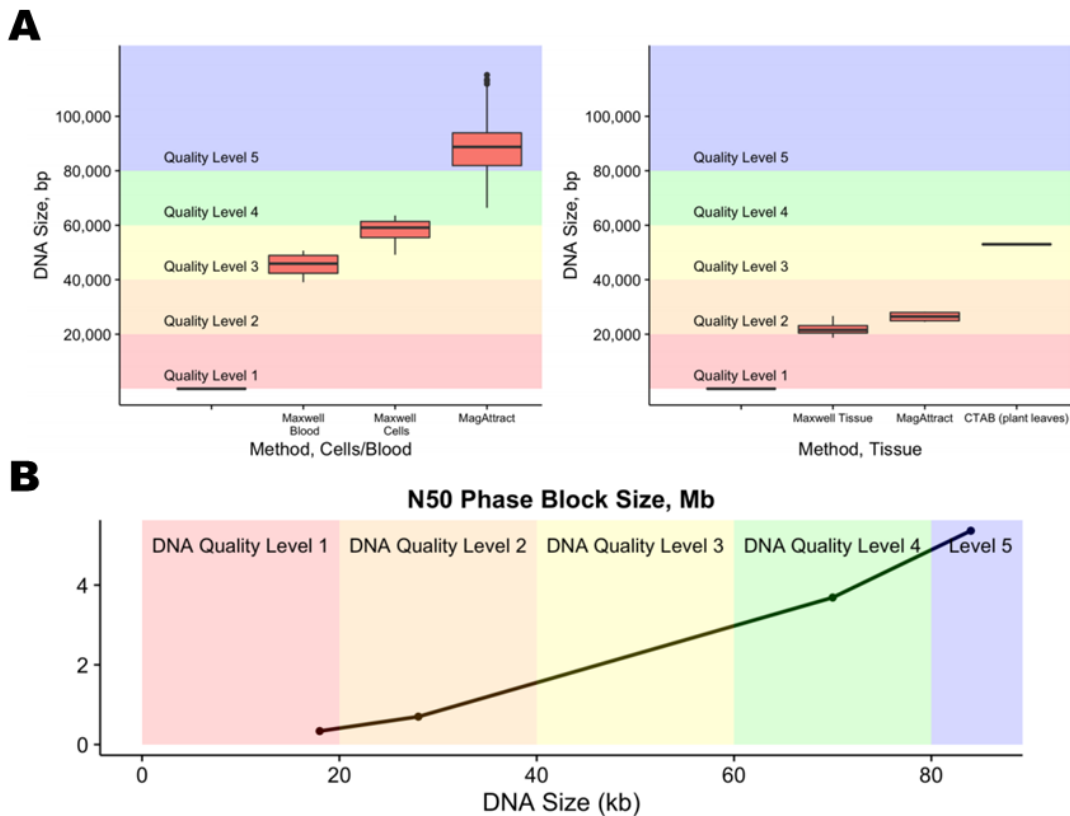 A
DNA Size, bp
100,000
80,000
60,000
40,000
20,000
Quality Level 5
Quality Level 4
Quality Level 3
Quality Level 2
Quality Level 1
Maxwell
Blood
Maxwell
Cells
MagAttract
Method, Cells/Blood
DNA Size, bp
100,000
80,000
60,000
40,000
20,000
Quality Level 5
Quality Level 4
Quality Level 3
Quality Level 2
Quality Level 1
Maxwell Tissue
MagAttract
CTAB (plant leaves)
Method, Tissue
B
N50 Phase Block Size, Mb
DNA Quality Level 1
DNA Quality Level 2
DNA Quality Level 3
DNA Quality Level 4
Level 5
4
2
0
0 20 40 60 80
DNA Size (kb)